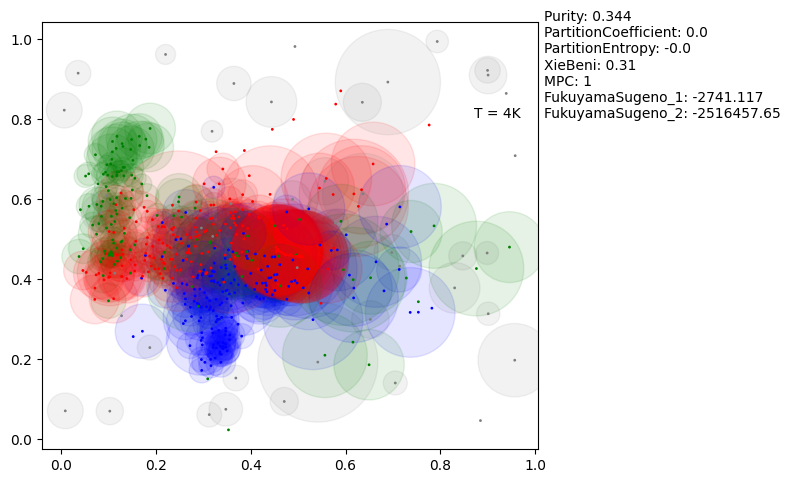 Purity: 0.344
PartitionCoefficient: 0.0
PartitionEntropy: -0.0
XieBeni: 0.31
MPC: 1
FukuyamaSugeno_1: -2741.117
FukuyamaSugeno_2: -2516457.65
T = 4K
1.0
0.8
0.6
0.4
0.2
0.0
0.0 0.2 0.4 0.6 0.8 1.0